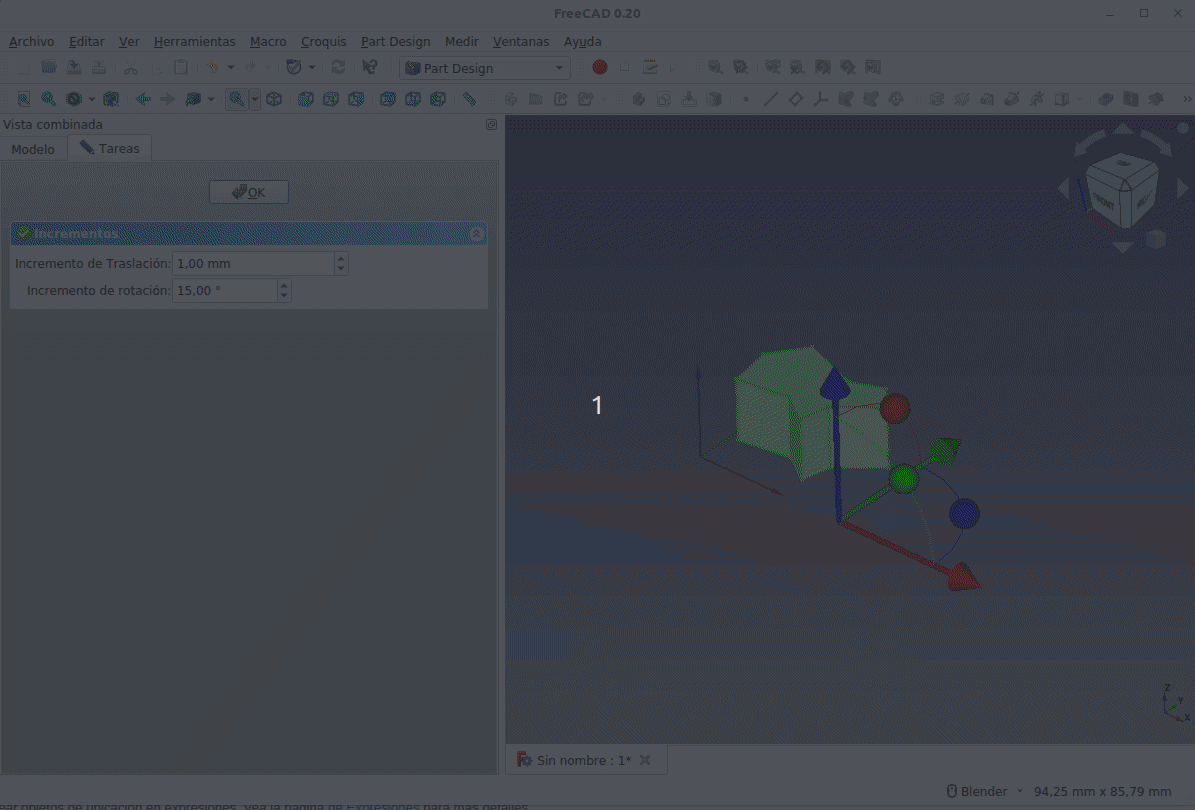 FreeCAD 0.20
Archivo Editar Ver Herramientas Macro Croquis Part Design Medir Ventanas Ayuda
Part Design
Vista combinada
Modelo Tareas
OK
Incrementos
Incremento de Traslación: 1,00 mm
Incremento de rotación: 15,00 °
FRONT
1
Z
Y
X
Sin nombre : 1*
Blender 94,25 mm x 85,79 mm
ear objetos de ubicación en expresiones. Vea la página de Expresiones para más detalles